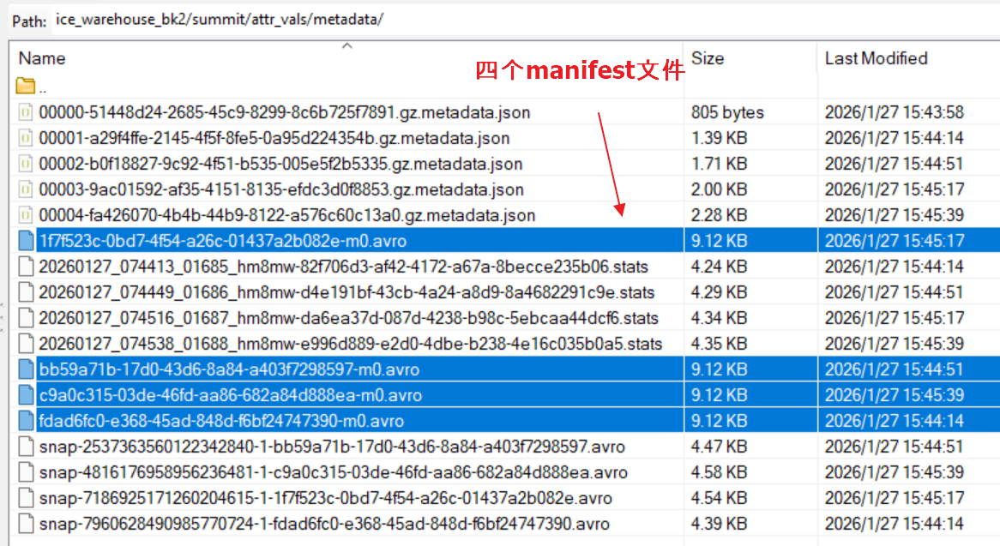 Path: ice_warehouse_bk2/summit/attr_vals/metadata/
Name Size Last Modified
四个manifest文件
..
00000-51448d24-2685-45c9-8299-8c6b725f7891.gz.metadata.json 805 bytes 2026/1/27 15:43:58
00001-a29f4ffe-2145-4f5f-8fe5-0a95d224354b.gz.metadata.json 1.39 KB 2026/1/27 15:44:14
00002-b0f18827-9c92-4f51-b535-005e5f2b5335.gz.metadata.json 1.71 KB 2026/1/27 15:44:51
00003-9ac01592-af35-4151-8135-efdc3d0f8853.gz.metadata.json 2.00 KB 2026/1/27 15:45:17
00004-fa426070-4b4b-44b9-8122-a576c60c13a0.gz.metadata.json 2.28 KB 2026/1/27 15:45:39
1f7f523c-0bd7-4f54-a26c-01437a2b082e-m0.avro 9.12 KB 2026/1/27 15:45:17
20260127_074413_01685_hm8mw-82f706d3-af42-4172-a67a-8becce235b06.stats 4.24 KB 2026/1/27 15:44:14
20260127_074449_01686_hm8mw-d4e191bf-43cb-4a24-a8d9-8a4682291c9e.stats 4.29 KB 2026/1/27 15:44:51
20260127_074516_01687_hm8mw-da6ea37d-087d-4238-b98c-5ebcaa44dcf6.stats 4.34 KB 2026/1/27 15:45:17
20260127_074538_01688_hm8mw-e996d889-e2d0-4dbe-b238-4e16c035b0a5.stats 4.35 KB 2026/1/27 15:45:39
bb59a71b-17d0-43d6-8a84-a403f7298597-m0.avro 9.12 KB 2026/1/27 15:44:51
c9a0c315-03de-46fd-aa86-682a84d888ea-m0.avro 9.12 KB 2026/1/27 15:45:39
fdad6fc0-e368-45ad-848d-f6bf24747390-m0.avro 9.12 KB 2026/1/27 15:44:14
snap-2537363560122342840-1-bb59a71b-17d0-43d6-8a84-a403f7298597.avro 4.47 KB 2026/1/27 15:44:51
snap-4816176958956236481-1-c9a0c315-03de-46fd-aa86-682a84d888ea.avro 4.58 KB 2026/1/27 15:45:39
snap-7186925171260204615-1-1f7f523c-0bd7-4f54-a26c-01437a2b082e.avro 4.54 KB 2026/1/27 15:45:17
snap-7960628490985770724-1-fdad6fc0-e368-45ad-848d-f6bf24747390.avro 4.39 KB 2026/1/27 15:44:14